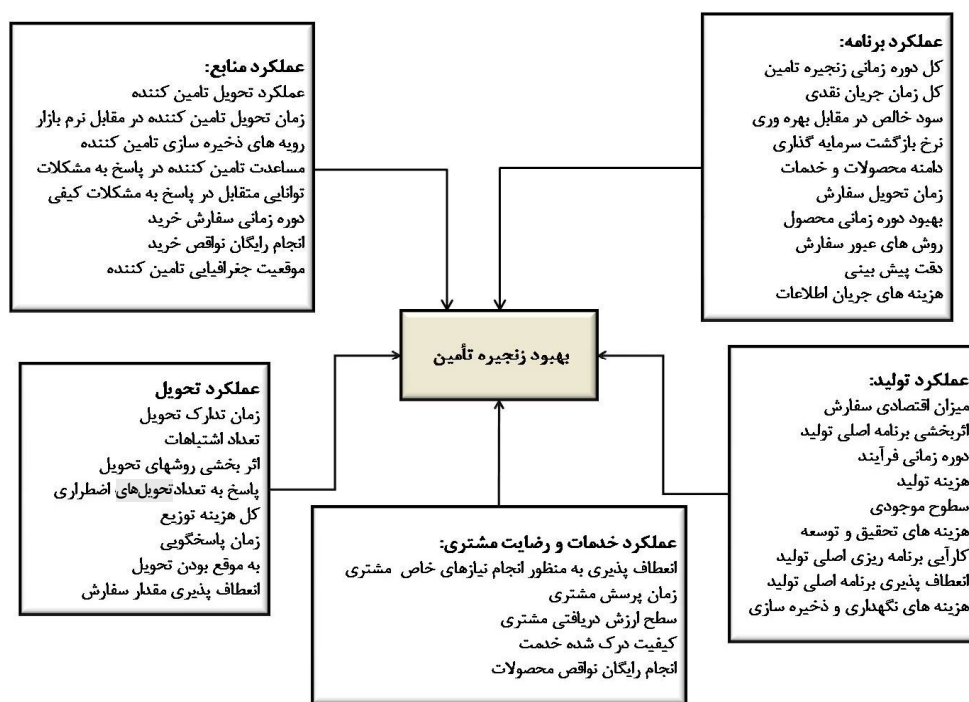 عملکرد برنامه:
کل دوره زمانی زنجیره تامین
کل زمان جریان نقدی
سود خالص در مقابل بهره وری
نرخ بازگشت سرمایه گذاری
دامنه محصولات و خدمات
زمان تحویل سفارش
بهبود دوره زمانی محصول
روش های عبور سفارش
دقت پیش بینی
هزینه های جریان اطلاعات
عملکرد منابع:
عملکرد تحویل تامین کننده
زمان تحویل تامین کننده در مقابل نرم بازار
رویه های ذخیره سازی تامین کننده
مساعدت تامین کننده در پاسخ به مشکلات
توانایی متقابل در پاسخ به مشکلات کیفی
دوره زمانی سفارش خرید
انجام رایگان نواقص خرید
موقعیت جغرافیایی تامین کننده
بهبود زنجیره تأمین
عملکرد تولید:
میزان اقتصادی سفارش
اثربخشی برنامه اصلی تولید
دوره زمانی فرآیند
هزینه تولید
سطوح موجودی
هزینه های تحقیق و توسعه
کارآیی برنامه ریزی اصلی تولید
انعطاف پذیری برنامه اصلی تولید
هزینه های نگهداری و ذخیره سازی
عملکرد تحویل
زمان تدارک تحویل
تعداد اشتباهات
اثر بخشی روشهای تحویل
پاسخ به تعدادتحویل‌های اضطراری
کل هزینه توزیع
زمان پاسخگویی
به موقع بودن تحویل
انعطاف پذیری مقدار سفارش
عملکرد خدمات و رضایت مشتری:
انعطاف پذیری به منظور انجام نیازهای خاص مشتری
زمان پرسش مشتری
سطح ارزش دریافتی مشتری
کیفیت درک شده خدمت
انجام رایگان نواقص محصولات